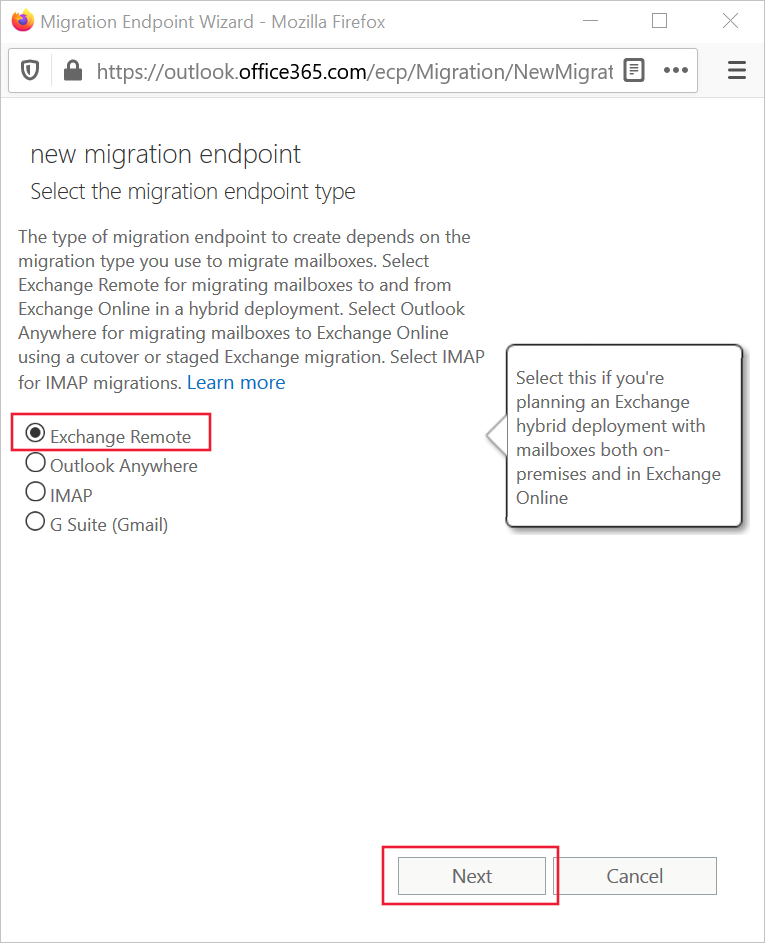 Migration Endpoint Wizard - Mozilla Firefox
https://outlook.office365.com/ecp/Migration/NewMigrat
new migration endpoint
Select the migration endpoint type
The type of migration endpoint to create depends on the
migration type you use to migrate mailboxes. Select
Exchange Remote for migrating mailboxes to and from
Exchange Online in a hybrid deployment. Select Outlook
Anywhere for migrating mailboxes to Exchange Online
using a cutover or staged Exchange migration. Select IMAP
for IMAP migrations. Learn more
Exchange Remote
Outlook Anywhere
IMAP
G Suite (Gmail)
Select this if you're
planning an Exchange
hybrid deployment with
mailboxes both on-
premises and in Exchange
Online
Next
Cancel